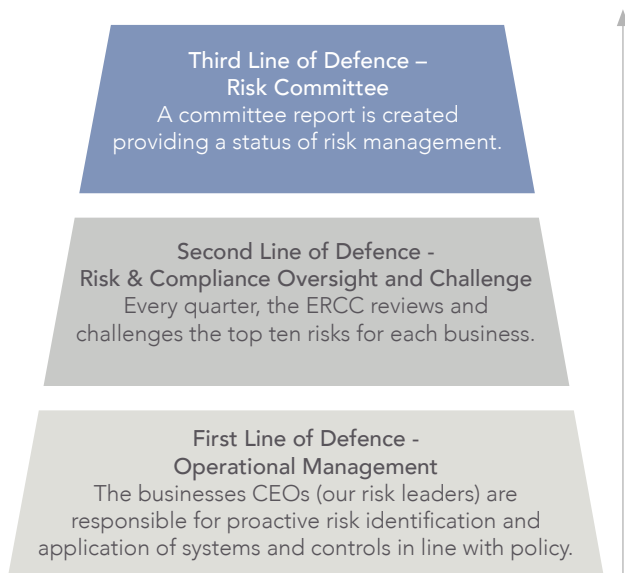 Third Line of Defence –
Risk Committee
A committee report is created
providing a status of risk management.
Second Line of Defence -
Risk & Compliance Oversight and Challenge
Every quarter, the ERCC reviews and
challenges the top ten risks for each business.
First Line of Defence -
Operational Management
The businesses CEOs (our risk leaders) are
responsible for proactive risk identification and
application of systems and controls in line with policy.